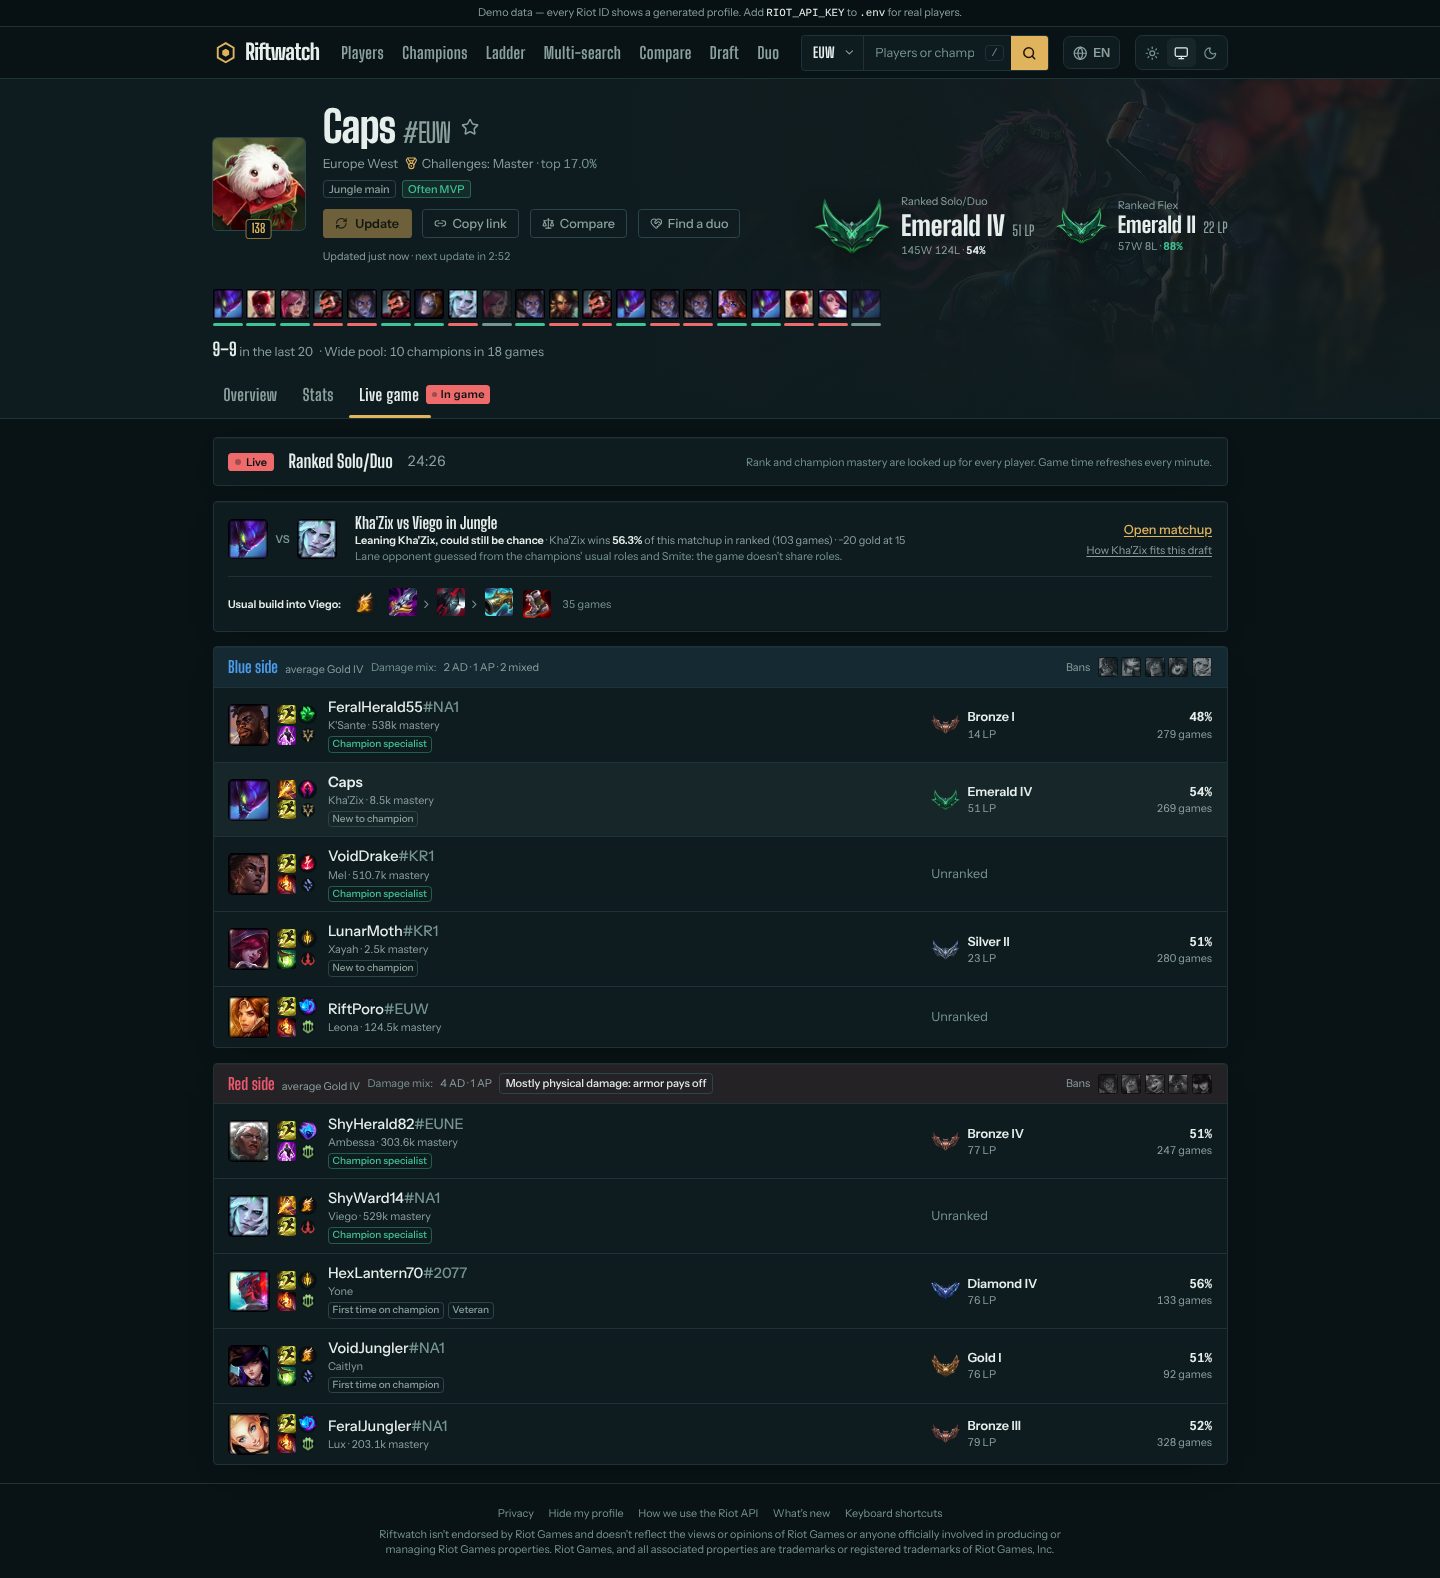 Demo data — every Riot ID shows a generated profile. Add RIOT_API_KEY to .env for real players.
Riftwatch Players Champions Ladder Multi-search Compare Draft Duo EUW Players or champ / EN
Caps #EUW
Europe West Challenges: Master · top 17.0%
Jungle main Often MVP
Update Copy link Compare Find a duo
138
Updated just now · next update in 2:52
Ranked Solo/Duo
Emerald IV 51 LP
145W 124L · 54%
Ranked Flex
Emerald II 22 LP
57W 8L · 88%
9–9 in the last 20 · Wide pool: 10 champions in 18 games
Overview Stats Live game In game
Live Ranked Solo/Duo 24:26 Rank and champion mastery are looked up for every player. Game time refreshes every minute.
VS
Kha'Zix vs Viego in Jungle
Leaning Kha'Zix, could still be chance · Kha'Zix wins 56.3% of this matchup in ranked (103 games) · -20 gold at 15
Lane opponent guessed from the champions' usual roles and Smite: the game doesn't share roles.
Open matchup
How Kha'Zix fits this draft
Usual build into Viego: 35 games
Blue side average Gold IV Damage mix: 2 AD · 1 AP · 2 mixed Bans
FeralHerald55#NA1
K'Sante · 538k mastery
Champion specialist
Bronze I
14 LP
48%
279 games
Caps
Kha'Zix · 8.5k mastery
New to champion
Emerald IV
51 LP
54%
269 games
VoidDrake#KR1
Mel · 510.7k mastery
Champion specialist
Unranked
LunarMoth#KR1
Xayah · 2.5k mastery
New to champion
Silver II
23 LP
51%
280 games
RiftPoro#EUW
Leona · 124.5k mastery
Unranked
Red side average Gold IV Damage mix: 4 AD · 1 AP Mostly physical damage: armor pays off Bans
ShyHerald82#EUNE
Ambessa · 303.6k mastery
Champion specialist
Bronze IV
77 LP
51%
247 games
ShyWard14#NA1
Viego · 529k mastery
Champion specialist
Unranked
HexLantern70#2077
Yone
First time on champion Veteran
Diamond IV
76 LP
56%
133 games
VoidJungler#NA1
Caitlyn
First time on champion
Gold I
76 LP
51%
92 games
FeralJungler#NA1
Lux · 203.1k mastery
Bronze III
79 LP
52%
328 games
Privacy Hide my profile How we use the Riot API What's new Keyboard shortcuts
Riftwatch isn't endorsed by Riot Games and doesn't reflect the views or opinions of Riot Games or anyone officially involved in producing or
managing Riot Games properties. Riot Games, and all associated properties are trademarks or registered trademarks of Riot Games, Inc.